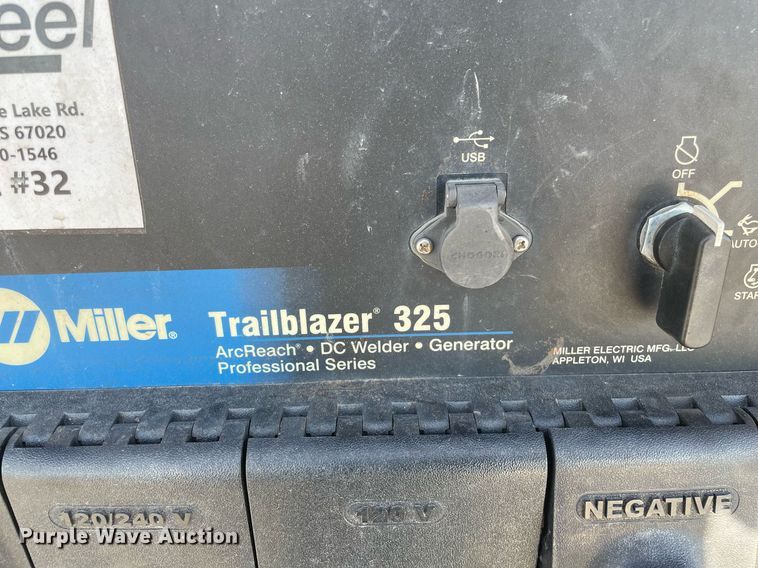 eel
e Lake Rd.
S 67020
0-1546
#32
USB
OFF
AUTO
STAR
Miller®
Trailblazer® 325
ArcReach® • DC Welder • Generator
Professional Series
MILLER ELECTRIC MFG. LLC
APPLETON, WI USA
120/240 V
120 V
NEGATIVE
Purple Wave Auction